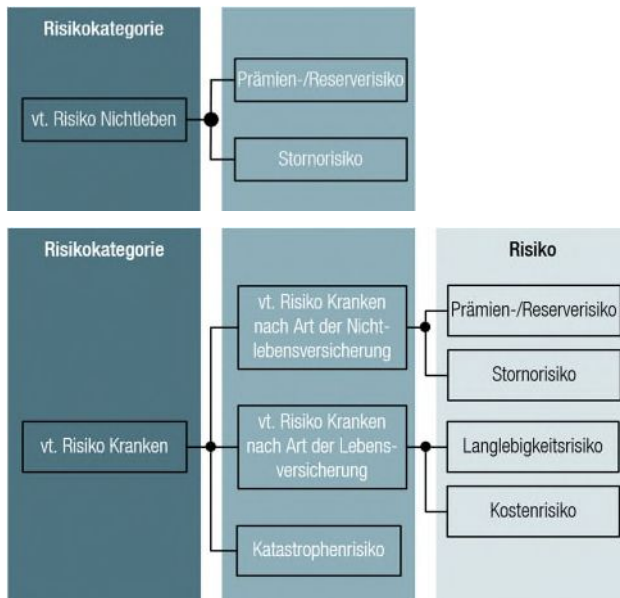 Risikokategorie
vt. Risiko Nichtleben
Prämien-/Reserverisiko
Stornorisiko
Risikokategorie
vt. Risiko Kranken
vt. Risiko Kranken
nach Art der Nicht-
lebensversicherung
vt. Risiko Kranken
nach Art der Lebens-
versicherung
Katastrophenrisiko
Risiko
Prämien-/Reserverisiko
Stornorisiko
Langlebigkeitsrisiko
Kostenrisiko